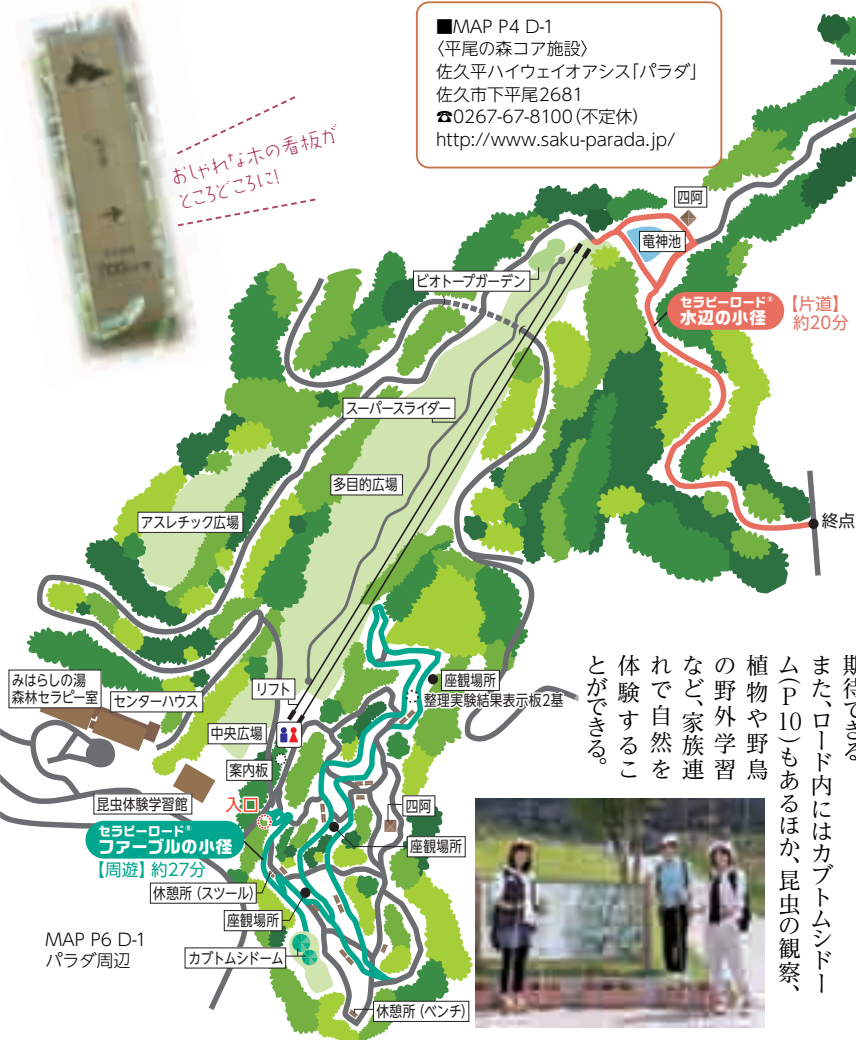 ■MAP P4 D-1
〈平尾の森コア施設〉
佐久平ハイウェイオアシス「パラダ」
佐久市下平尾2681
☎0267-67-8100(不定休)
http://www.saku-parada.jp/
おしゃれな木の看板が
ところどころに!
四阿
竜神池
ビオトープガーデン
セラピーロード®
水辺の小径
【片道】
約20分
スーパースライダー
多目的広場
アスレチック広場
終点
期待できる
また、ロード内にはカブトムシドー
ム(P10)もあるほか、昆虫の観察、
植物や野鳥
の野外学習
など、家族連
れで自然を
体験するこ
とができる。
みはらしの湯
森林セラピー室
センターハウス
リフト
座観場所
整理実験結果表示板2基
中央広場
案内板
昆虫体験学習館
入口
四阿
セラピーロード®
ファーブルの小径
【周遊】約27分
座観場所
休憩所(スツール)
座観場所
カブトムシドーム
MAP P6 D-1
パラダ周辺
休憩所(ベンチ)